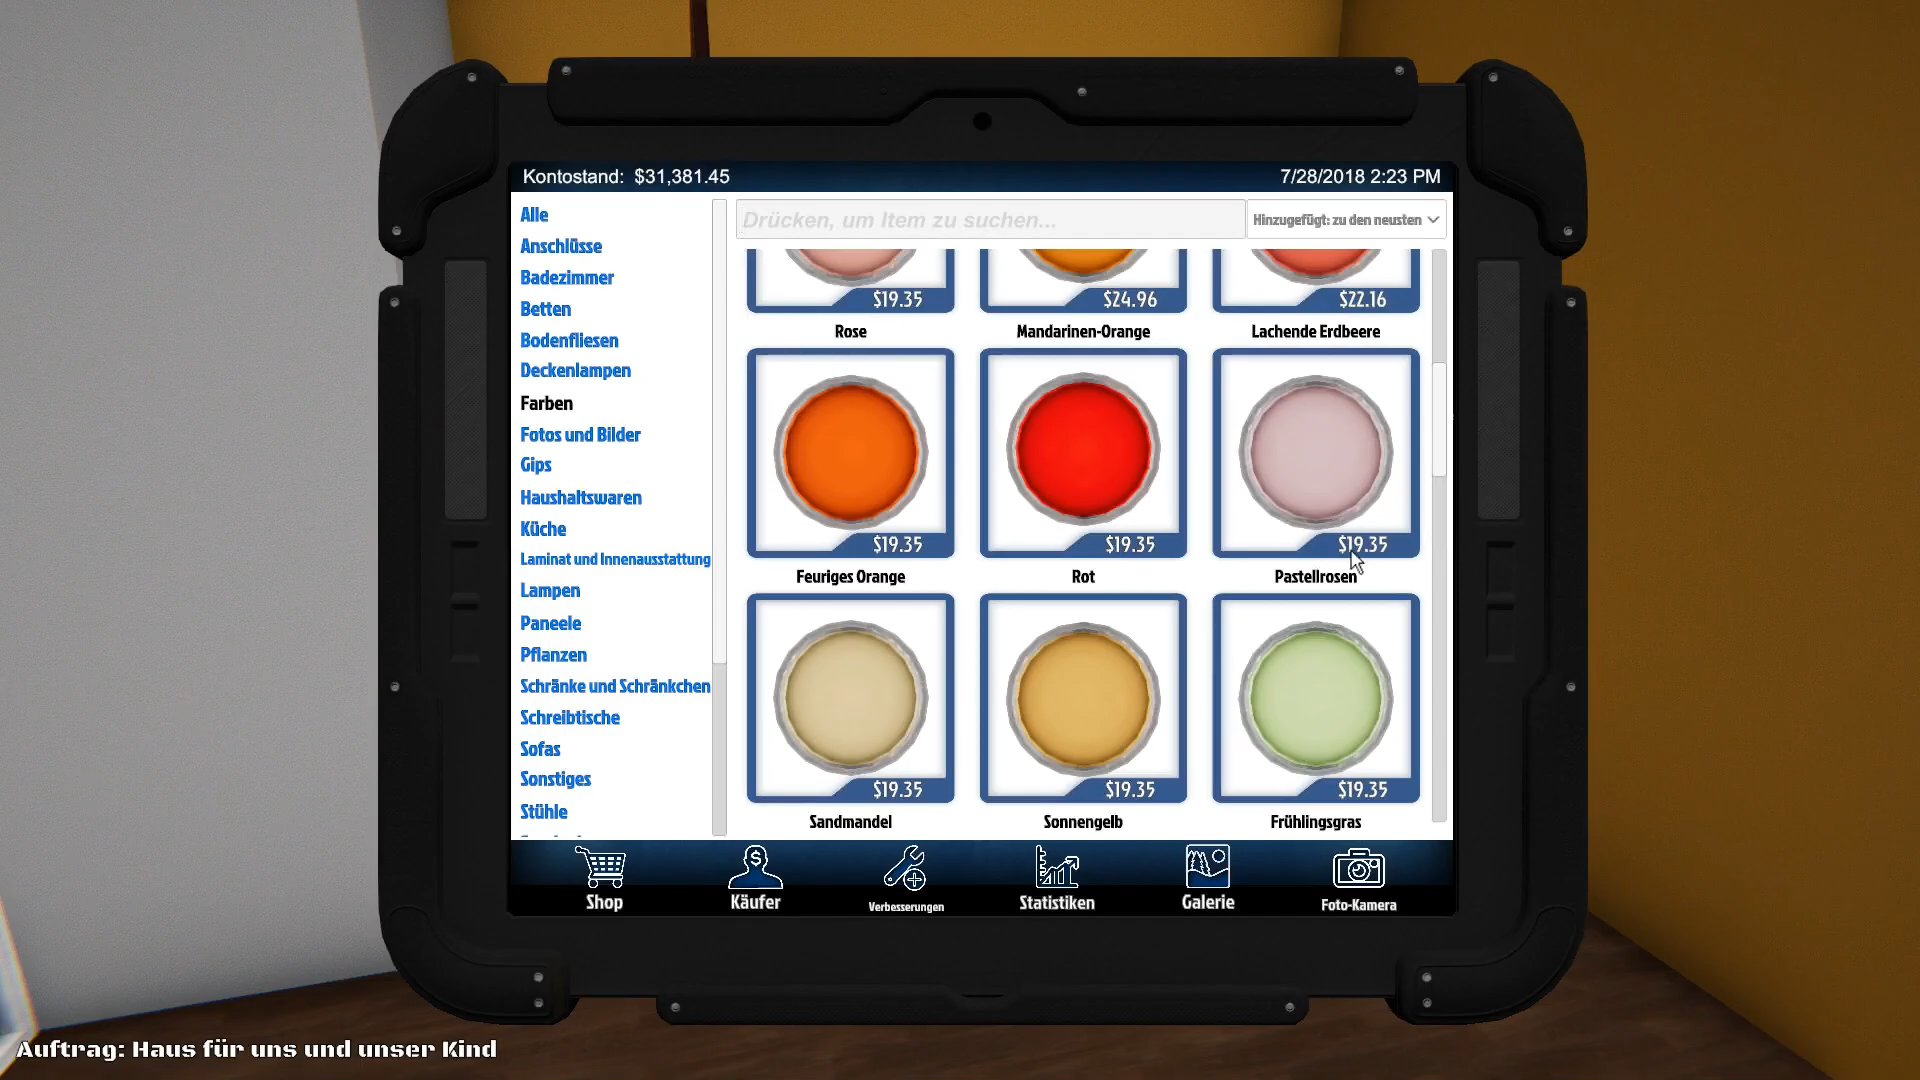 Kontostand: $31,381.45
7/28/2018 2:23 PM
Alle
Anschlüsse
Badezimmer
Betten
Bodenfliesen
Deckenlampen
Farben
Fotos und Bilder
Gips
Haushaltswaren
Küche
Laminat und Innenausstattung
Lampen
Paneele
Pflanzen
Schränke und Schränkchen
Schreibtische
Sofas
Sonstiges
Stühle
Drücken, um Item zu suchen...
Hinzugefügt: zu den neusten
$19.35
$24.96
$22.16
Rose
Mandarinen-Orange
Lachende Erdbeere
$19.35
$19.35
$19.35
Feuriges Orange
Rot
Pastellrosen
$19.35
$19.35
$19.35
Sandmandel
Sonnengelb
Frühlingsgras
Shop
Käufer
Verbesserungen
Statistiken
Galerie
Foto-Kamera
Auftrag: Haus für uns und unser Kind